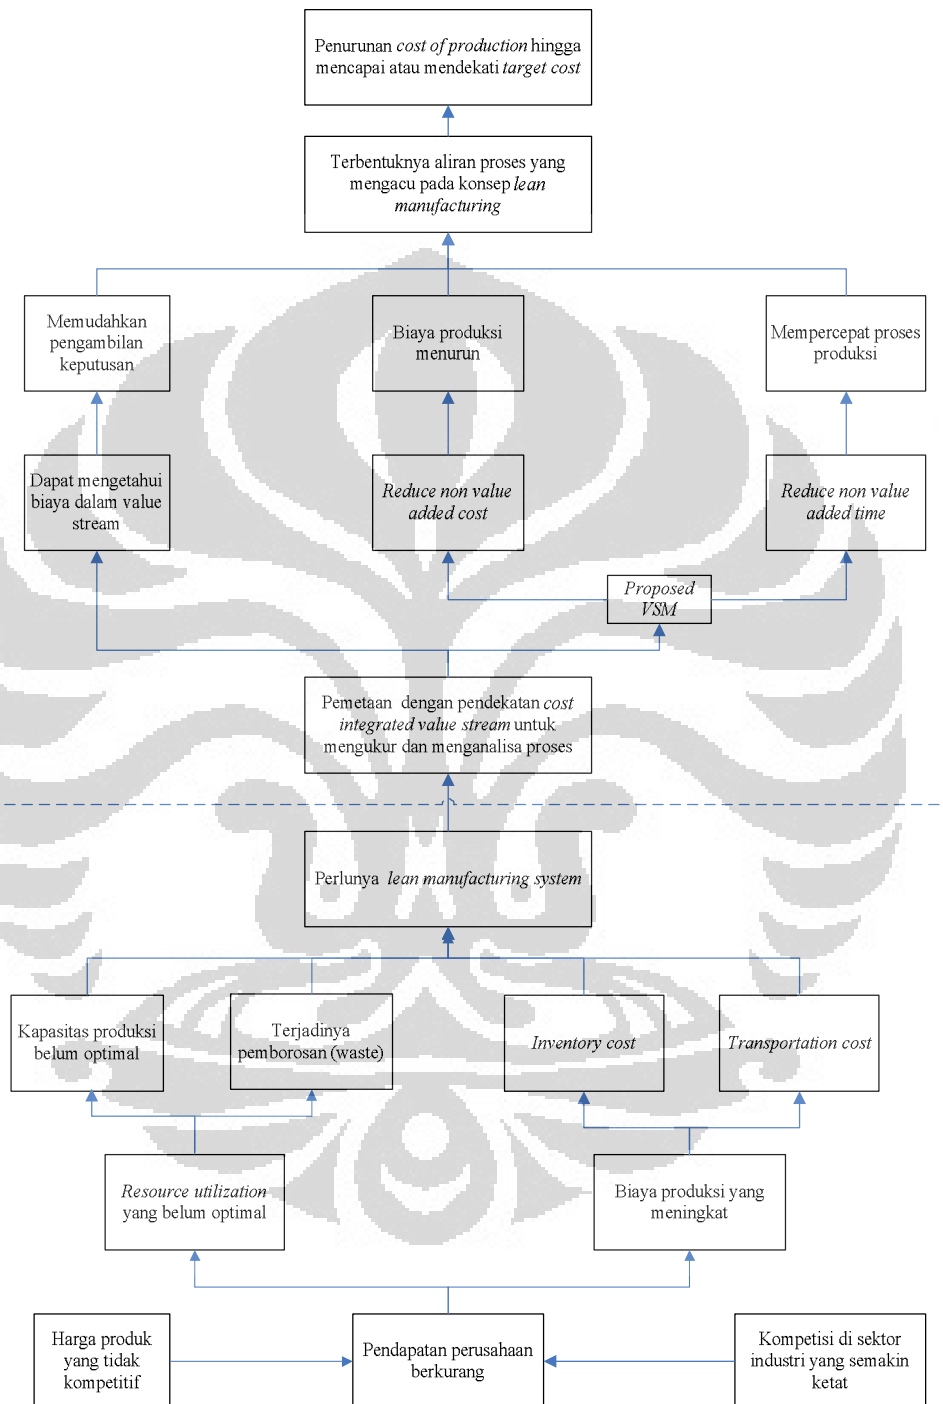 Penurunan cost of production hingga
mencapai atau mendekati target cost
Terbentuknya aliran proses yang
mengacu pada konsep lean
manufacturing
Memudahkan
pengambilan
keputusan
Biaya produksi
menurun
Mempercepat proses
produksi
Dapat mengetahui
biaya dalam value
stream
Reduce non value
added cost
Reduce non value
added time
Proposed
VSM
Pemetaan dengan pendekatan cost
integrated value stream untuk
mengukur dan menganalisa proses
Perlunya lean manufacturing system
Kapasitas produksi
belum optimal
Terjadinya
pemborosan (waste)
Inventory cost
Transportation cost
Resource utilization
yang belum optimal
Biaya produksi yang
meningkat
Harga produk
yang tidak
kompetitif
Pendapatan perusahaan
berkurang
Kompetisi di sektor
industri yang semakin
ketat